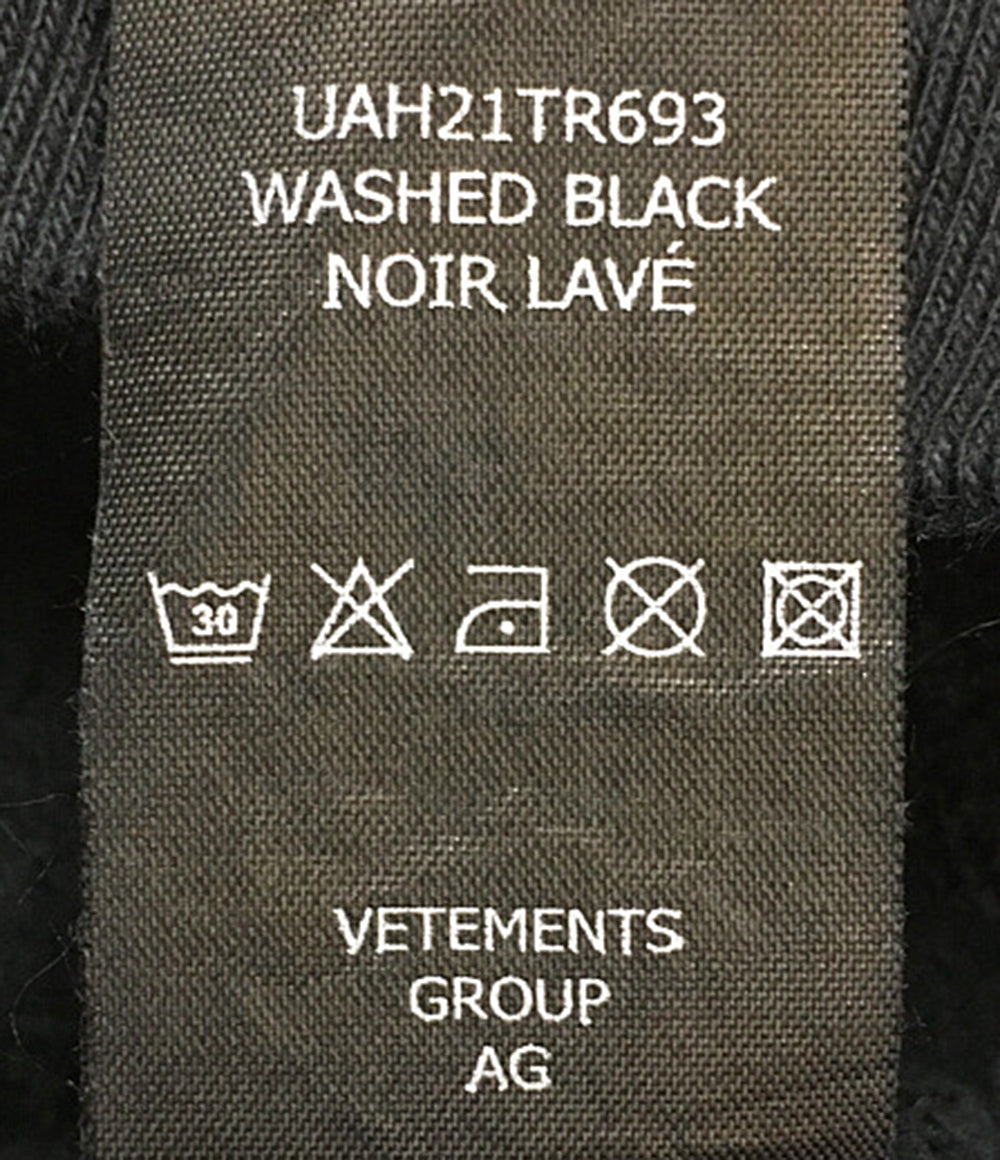 UAH21TR693
WASHED BLACK
NOIR LAVÉ
30
VETEMENTS
GROUP
AG